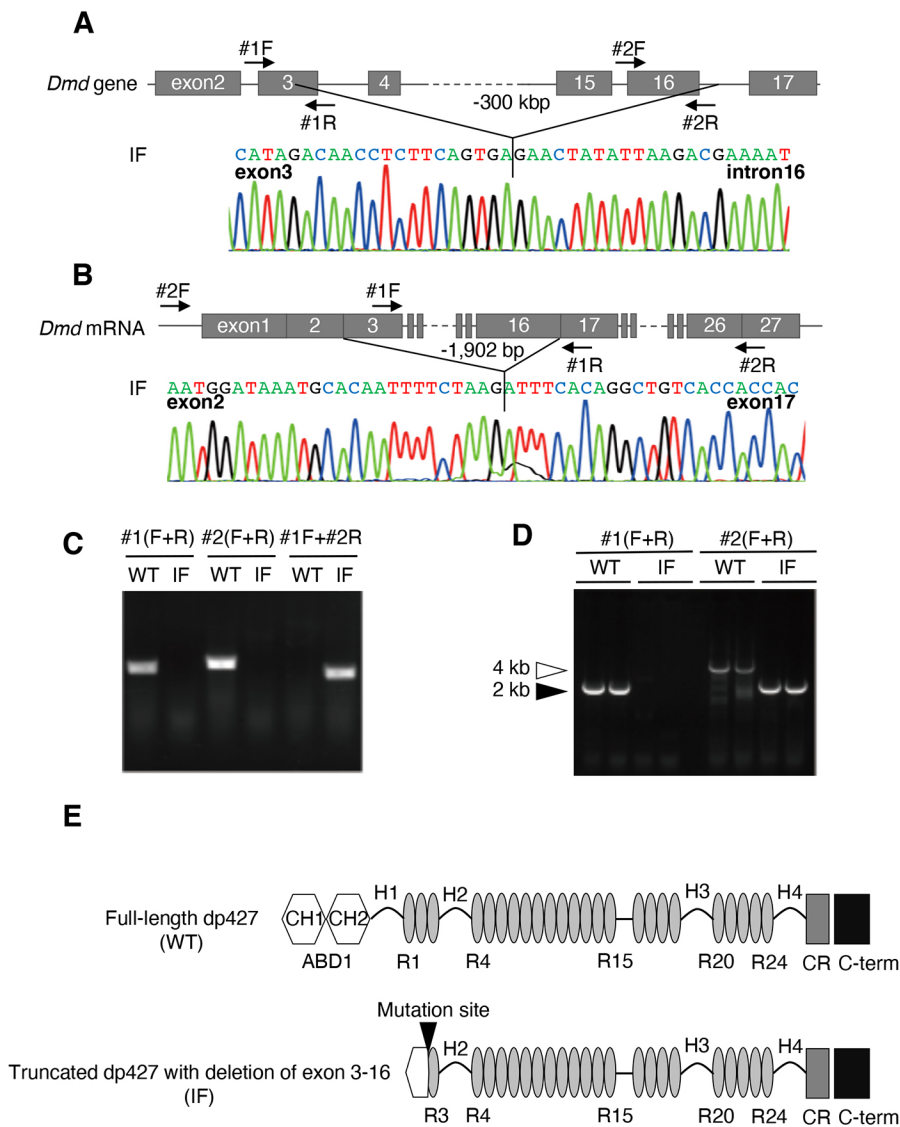 A
#1F
#2F
Dmd gene
exon2
3
4
15
16
17
-300 kbp
#1R
#2R
IF
CATAGACAACCTCTTCAGTGAGAACTATATTAAGACGAAAAT
exon3
intron16
B
#2F
#1F
Dmd mRNA
exon1
2
3
16
17
26
27
-1,902 bp
#1R
#2R
IF
AATGGATAAATGCACAATTTTCTAAGATTTCACAGGCTGTCACCACCAC
exon2
exon17
C
#1(F+R) #2(F+R) #1F+#2R
WT IF WT IF WT IF
D
#1(F+R) #2(F+R)
WT IF WT IF
4 kb
2 kb
E
H1 H2 H3 H4
Full-length dp427
(WT)
CH1 CH2
ABD1 R1 R4 R15 R20 R24 CR C-term
Mutation site
H2 H3 H4
Truncated dp427 with deletion of exon 3-16
(IF)
R3 R4 R15 R20 R24 CR C-term